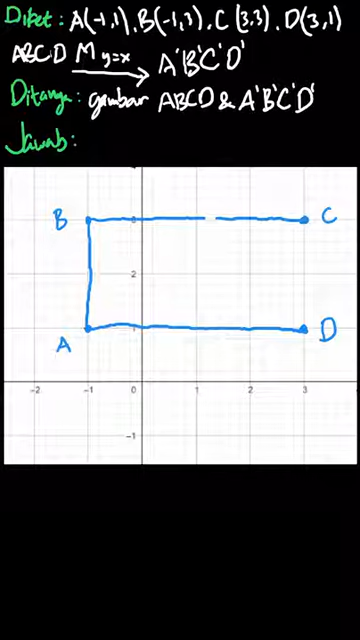 Diket: A(-1,1), B(-1,3), C(3,3), D(3,1)
ABCD M y=x → A'B'C'D'
Ditanya: gambar ABCD & A'B'C'D'
Jawab:
B C
2
1
A D
-2 -1 0 1 2 3
-1